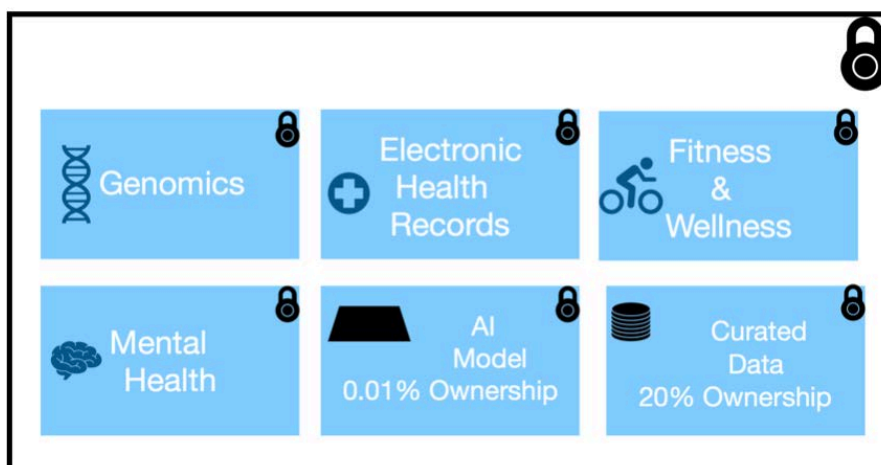 Genomics
Electronic
Health
Records
Fitness
&
Wellness
Mental
Health
AI
Model
0.01% Ownership
Curated
Data
20% Ownership